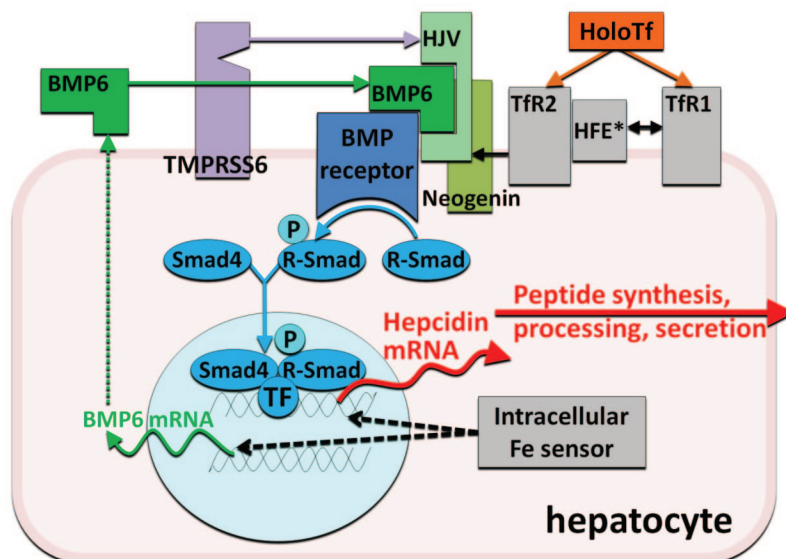 HoloTf
HJV
BMP6
BMP6
TfR2
TfR1
HFE*
BMP
receptor
TMPRSS6
Neogenin
P
Smad4
R-Smad
R-Smad
Peptide synthesis,
processing, secretion
Hepcidin
mRNA
P
Smad4
R-Smad
TF
BMP6 mRNA
Intracellular
Fe sensor
hepatocyte